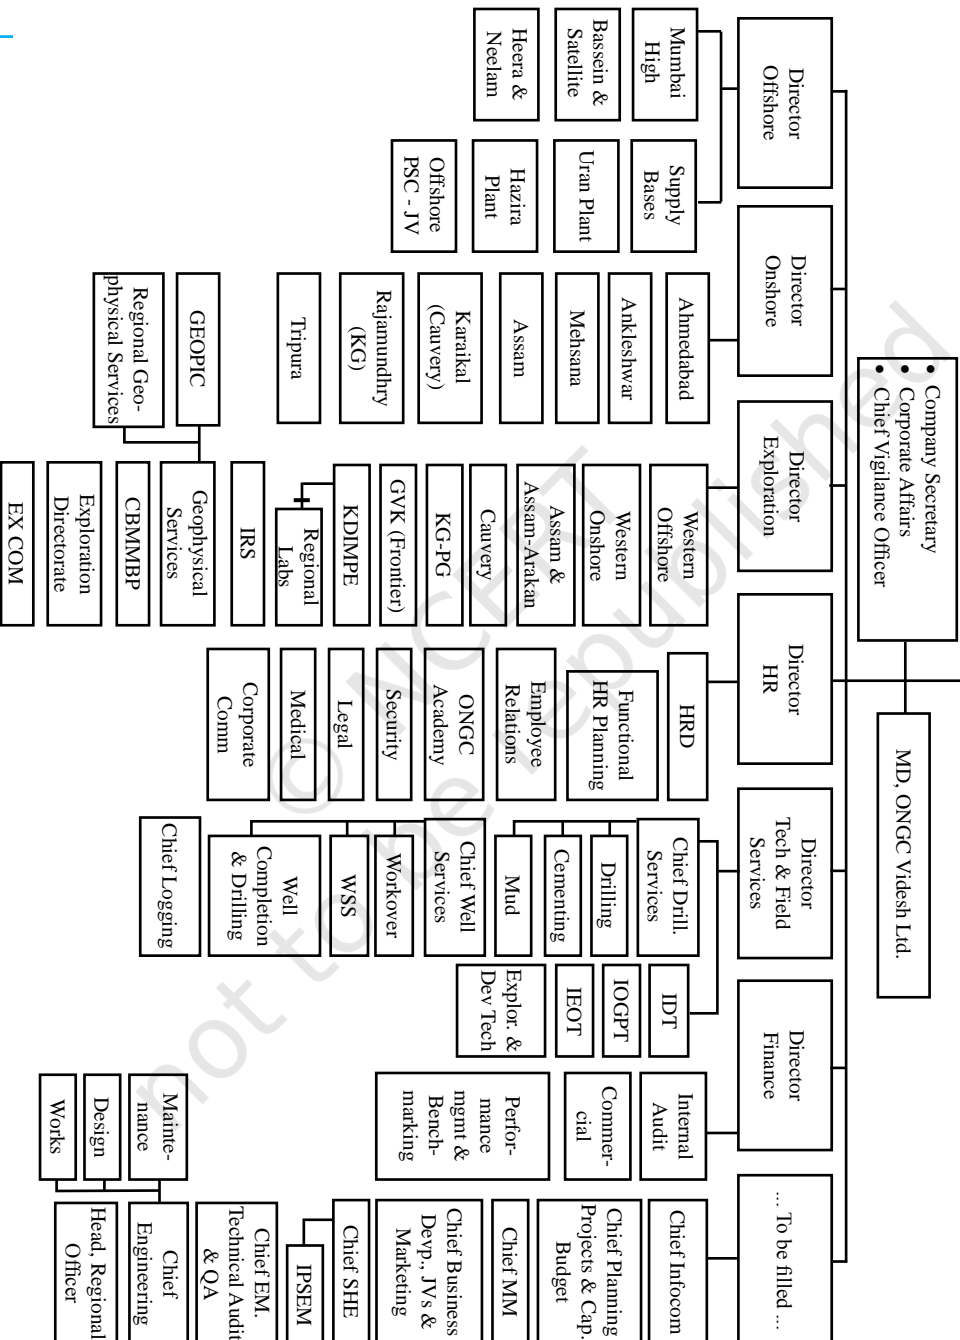 • Company Secretary
• Corporate Affairs
• Chief Vigilance Officer
MD, ONGC Videsh Ltd.
Director
Offshore
Mumbai
High
Bassein &
Satellite
Heera &
Neelam
Supply
Bases
Uran Plant
Hazira
Plant
Offshore
PSC - JV
Director
Onshore
Ahmedabad
Ankleshwar
Mehsana
Assam
Karaikal
(Cauvery)
Rajamundhry
(KG)
Tripura
Director
Exploration
Western
Offshore
Western
Onshore
Assam &
Assam-Arakan
Cauvery
KG-PG
GVK (Frontier)
KDIMPE
Regional
Labs
IRS
Geophysical
Services
GEOPIC
Regional Geo-
physical Services
CBMMBP
Exploration
Directorate
EX COM
Director
HR
HRD
Functional
HR Planning
Employee
Relations
ONGC
Academy
Security
Legal
Medical
Corporate
Comm
Director
Tech & Field
Services
Chief Drill.
Services
Drilling
Cementing
Mud
Chief Well
Services
Workover
WSS
Well
Completion
& Drilling
Chief Logging
IDT
IOGPT
IEOT
Explor. &
Dev Tech
Director
Finance
Internal
Audit
Commer-
cial
Perfor-
mance
mgmt &
Bench-
marking
... To be filled ...
Chief Infocom
Chief Planning
Projects & Cap.
Budget
Chief MM
Chief Business
Devp., JVs &
Marketing
Chief SHE
IPSEM
Chief EM.
Technical Audit
& QA
Chief
Engineering
Mainte-
nance
Design
Works
Head, Regional
Officer
© NCERT
not to be republished